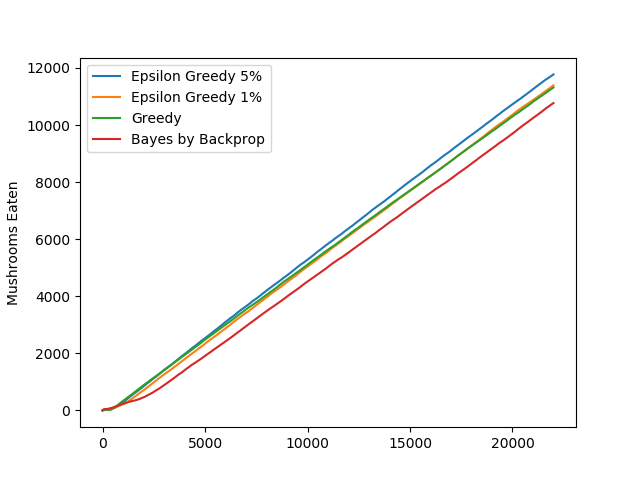 Epsilon Greedy 5%
Epsilon Greedy 1%
Greedy
Bayes by Backprop
Mushrooms Eaten
12000
10000
8000
6000
4000
2000
0
0 5000 10000 15000 20000